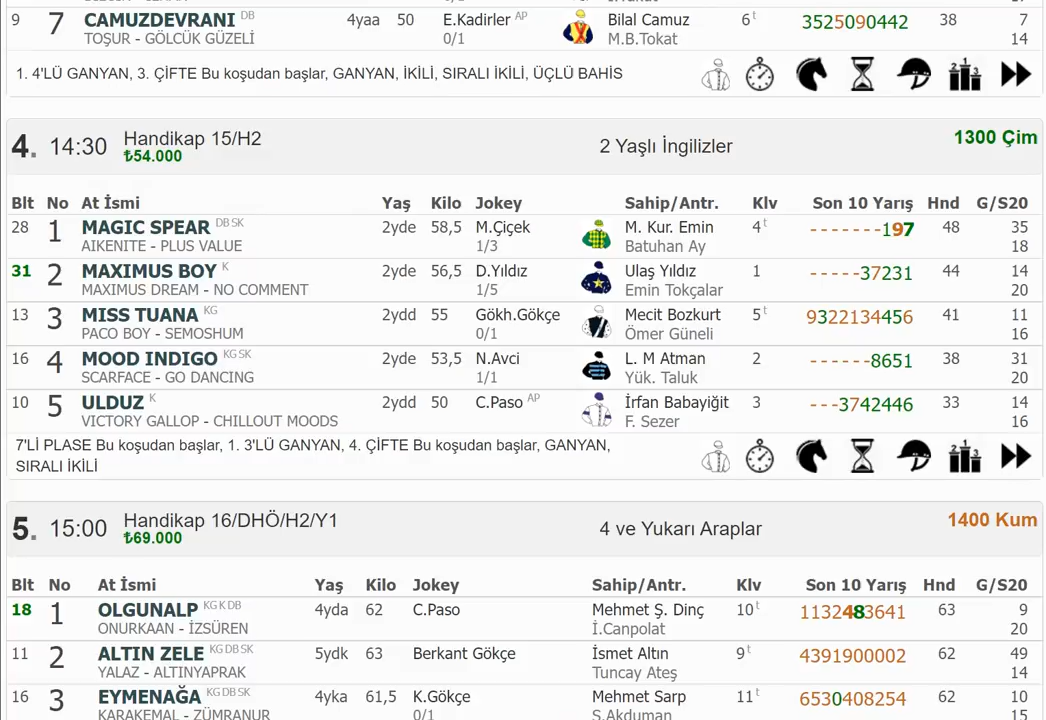 9 7 CAMUZDEVRANI DB 4yaa 50 E.Kadirler AP Bilal Camuz 6 t 3525090442 38 7
TOŞUR - GÖLCÜK GÜZELİ 0/1 M.B.Tokat 14
1. 4'LÜ GANYAN, 3. ÇİFTE Bu koşudan başlar, GANYAN, İKİLİ, SIRALI İKİLİ, ÜÇLÜ BAHİS
4. 14:30 Handikap 15/H2 2 Yaşlı İngilizler 1300 Çim
₺54.000
Blt No At İsmi Yaş Kilo Jokey Sahip/Antr. Klv Son 10 Yarış Hnd G/S20
28 1 MAGIC SPEAR DB SK 2yde 58,5 M.Çiçek M. Kur. Emin 4 t -------197 48 35
AIKENITE - PLUS VALUE 1/3 Batuhan Ay 18
31 2 MAXIMUS BOY K 2yde 56,5 D.Yıldız Ulaş Yıldız 1 -----37231 44 14
MAXIMUS DREAM - NO COMMENT 1/5 Emin Tokçalar 20
13 3 MISS TUANA KG 2ydd 55 Gökh.Gökçe Mecit Bozkurt 5 t 9322134456 41 11
PACO BOY - SEMOSHUM 0/1 Ömer Güneli 16
16 4 MOOD INDIGO KG SK 2yde 53,5 N.Avci L. M Atman 2 ------8651 38 31
SCARFACE - GO DANCING 1/1 Yük. Taluk 20
10 5 ULDUZ K 2ydd 50 C.Paso AP İrfan Babayiğit 3 ---3742446 33 14
VICTORY GALLOP - CHILLOUT MOODS F. Sezer 16
7'Lİ PLASE Bu koşudan başlar, 1. 3'LÜ GANYAN, 4. ÇİFTE Bu koşudan başlar, GANYAN,
SIRALI İKİLİ
5. 15:00 Handikap 16/DHÖ/H2/Y1 4 ve Yukarı Araplar 1400 Kum
₺69.000
Blt No At İsmi Yaş Kilo Jokey Sahip/Antr. Klv Son 10 Yarış Hnd G/S20
18 1 OLGUNALP KG K DB 4yda 62 C.Paso Mehmet Ş. Dinç 10 t 1132483641 63 9
ONURKAAN - İZSÜREN İ.Canpolat 20
11 2 ALTIN ZELE KG DB SK 5ydk 63 Berkant Gökçe İsmet Altın 9 t 4391900002 62 49
YALAZ - ALTINYAPRAK Tuncay Ateş 14
16 3 EYMENAĞA KG DB SK 4yka 61,5 K.Gökçe Mehmet Sarp 11 t 6530408254 62 10
KARAKEMAL - ZÜMRANUR 0/1 S.Akduman 15